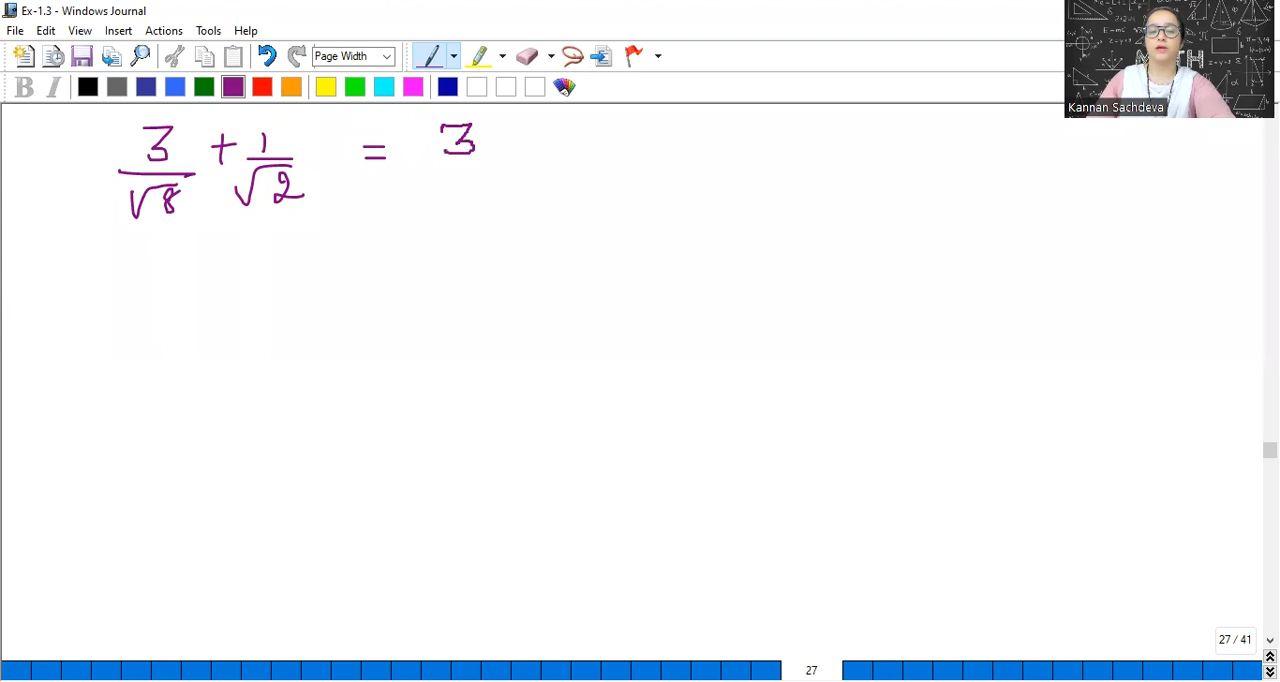 Ex-1.3 - Windows Journal
File Edit View Insert Actions Tools Help
Page Width
B I
3/√8 + 1/√2 = 3
Kannan Sachdeva
27 / 41
27